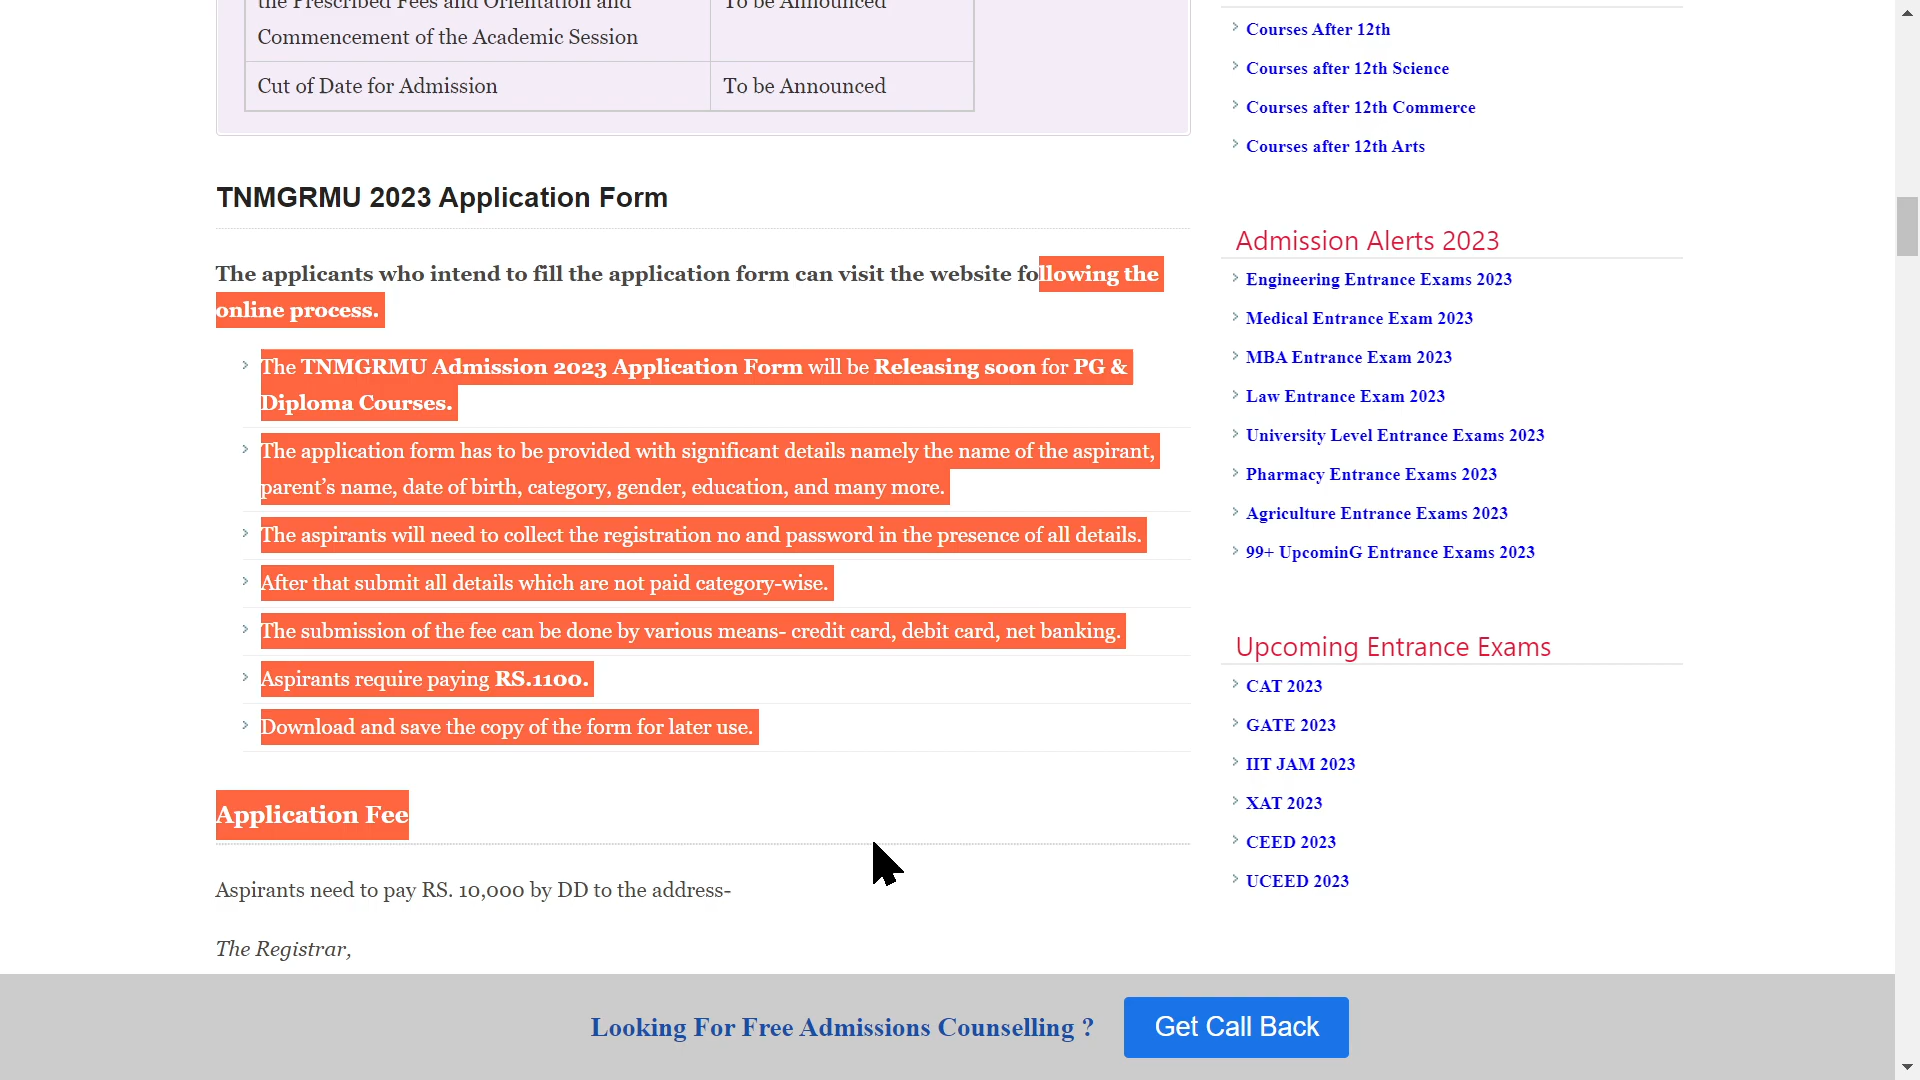 the Prescribed Fees and Orientation and
Commencement of the Academic Session
To be Announced
Cut of Date for Admission
To be Announced
TNMGRMU 2023 Application Form
The applicants who intend to fill the application form can visit the website following the
online process.
The TNMGRMU Admission 2023 Application Form will be Releasing soon for PG &
Diploma Courses.
The application form has to be provided with significant details namely the name of the aspirant,
parent’s name, date of birth, category, gender, education, and many more.
The aspirants will need to collect the registration no and password in the presence of all details.
After that submit all details which are not paid category-wise.
The submission of the fee can be done by various means- credit card, debit card, net banking.
Aspirants require paying RS.1100.
Download and save the copy of the form for later use.
Application Fee
Aspirants need to pay RS. 10,000 by DD to the address-
The Registrar,
Courses After 12th
Courses after 12th Science
Courses after 12th Commerce
Courses after 12th Arts
Admission Alerts 2023
Engineering Entrance Exams 2023
Medical Entrance Exam 2023
MBA Entrance Exam 2023
Law Entrance Exam 2023
University Level Entrance Exams 2023
Pharmacy Entrance Exams 2023
Agriculture Entrance Exams 2023
99+ UpcominG Entrance Exams 2023
Upcoming Entrance Exams
CAT 2023
GATE 2023
IIT JAM 2023
XAT 2023
CEED 2023
UCEED 2023
Looking For Free Admissions Counselling ?
Get Call Back